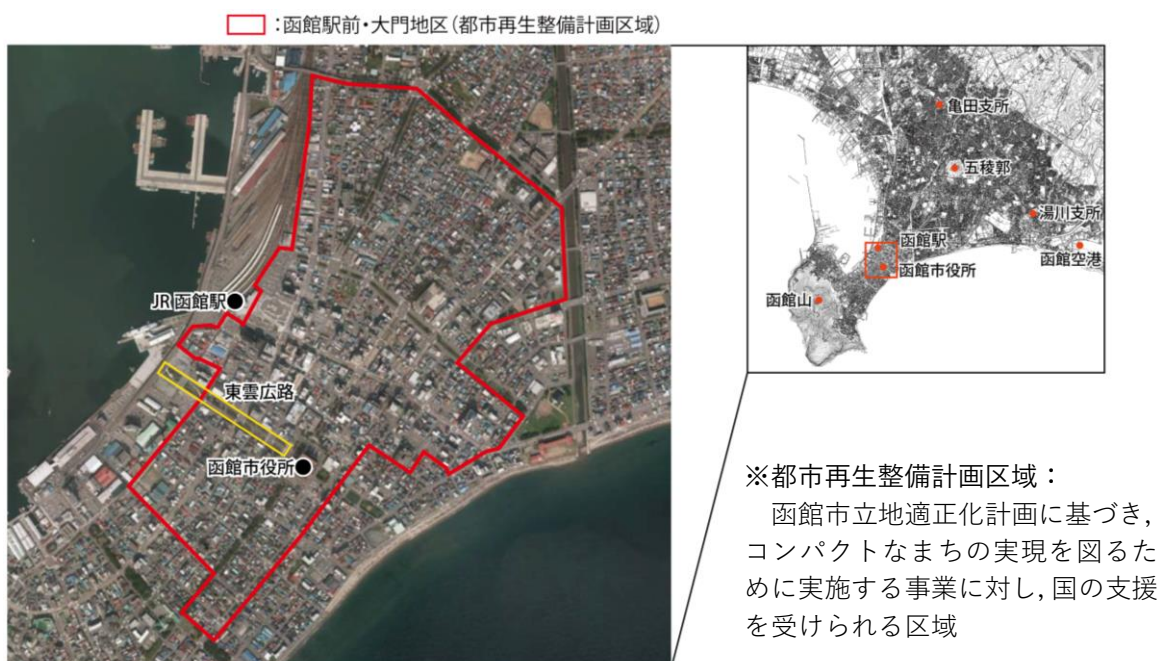 ：函館駅前・大門地区（都市再生整備計画区域）
亀田支所
五稜郭
湯川支所
函館駅
函館空港
函館市役所
函館山
JR 函館駅
東雲広路
函館市役所
※都市再生整備計画区域：
函館市立地適正化計画に基づき，
コンパクトなまちの実現を図るた
めに実施する事業に対し，国の支援
を受けられる区域